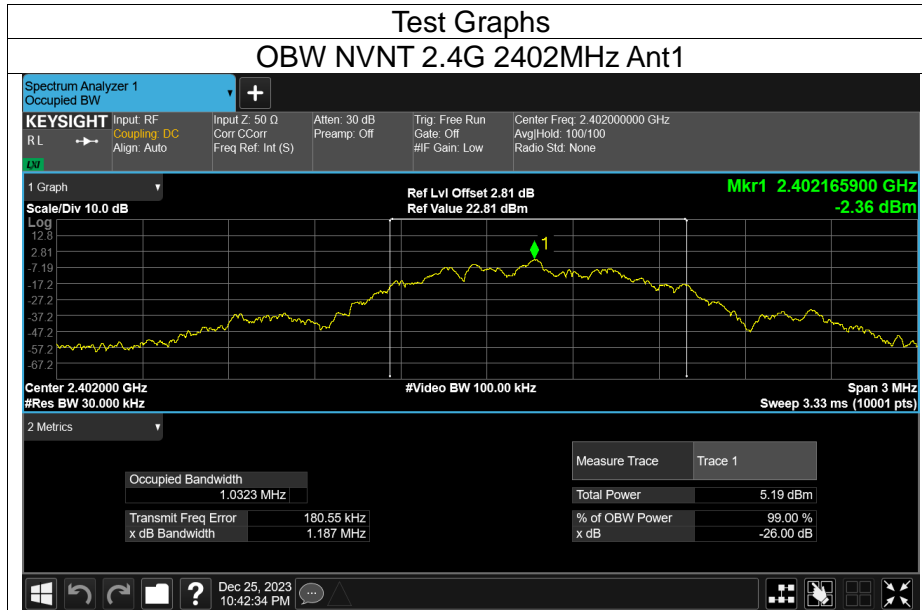 Test Graphs
OBW NVNT 2.4G 2402MHz Ant1
Spectrum Analyzer 1
Occupied BW
KEYSIGHT
R L
LXI
Input: RF
Coupling: DC
Align: Auto
Input Z: 50 Ω
Corr CCorr
Freq Ref: Int (S)
Atten: 30 dB
Preamp: Off
Trig: Free Run
Gate: Off
#IF Gain: Low
Center Freq: 2.402000000 GHz
Avg|Hold: 100/100
Radio Std: None
1 Graph
Scale/Div 10.0 dB
Ref Lvl Offset 2.81 dB
Ref Value 22.81 dBm
Mkr1 2.402165900 GHz
-2.36 dBm
Log
12.8
2.81
-7.19
-17.2
-27.2
-37.2
-47.2
-57.2
-67.2
1
Center 2.402000 GHz
#Res BW 30.000 kHz
#Video BW 100.00 kHz
Span 3 MHz
Sweep 3.33 ms (10001 pts)
2 Metrics
Occupied Bandwidth
1.0323 MHz
Transmit Freq Error 180.55 kHz
x dB Bandwidth 1.187 MHz
Measure Trace Trace 1
Total Power 5.19 dBm
% of OBW Power 99.00 %
x dB -26.00 dB
?
Dec 25, 2023
10:42:34 PM